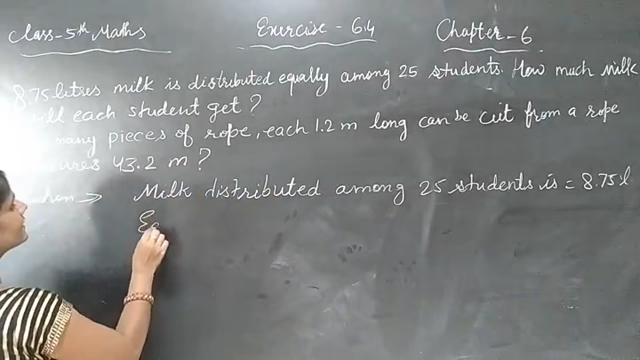 Class-5th Maths Exercise - 6.4 Chapter-6
8.75 litres milk is distributed equally among 25 students. How much milk
will each student get?
many pieces of rope, each 1.2 m long can be cut from a rope
43.2 m?
→ Milk distributed among 25 students is = 8.75 l